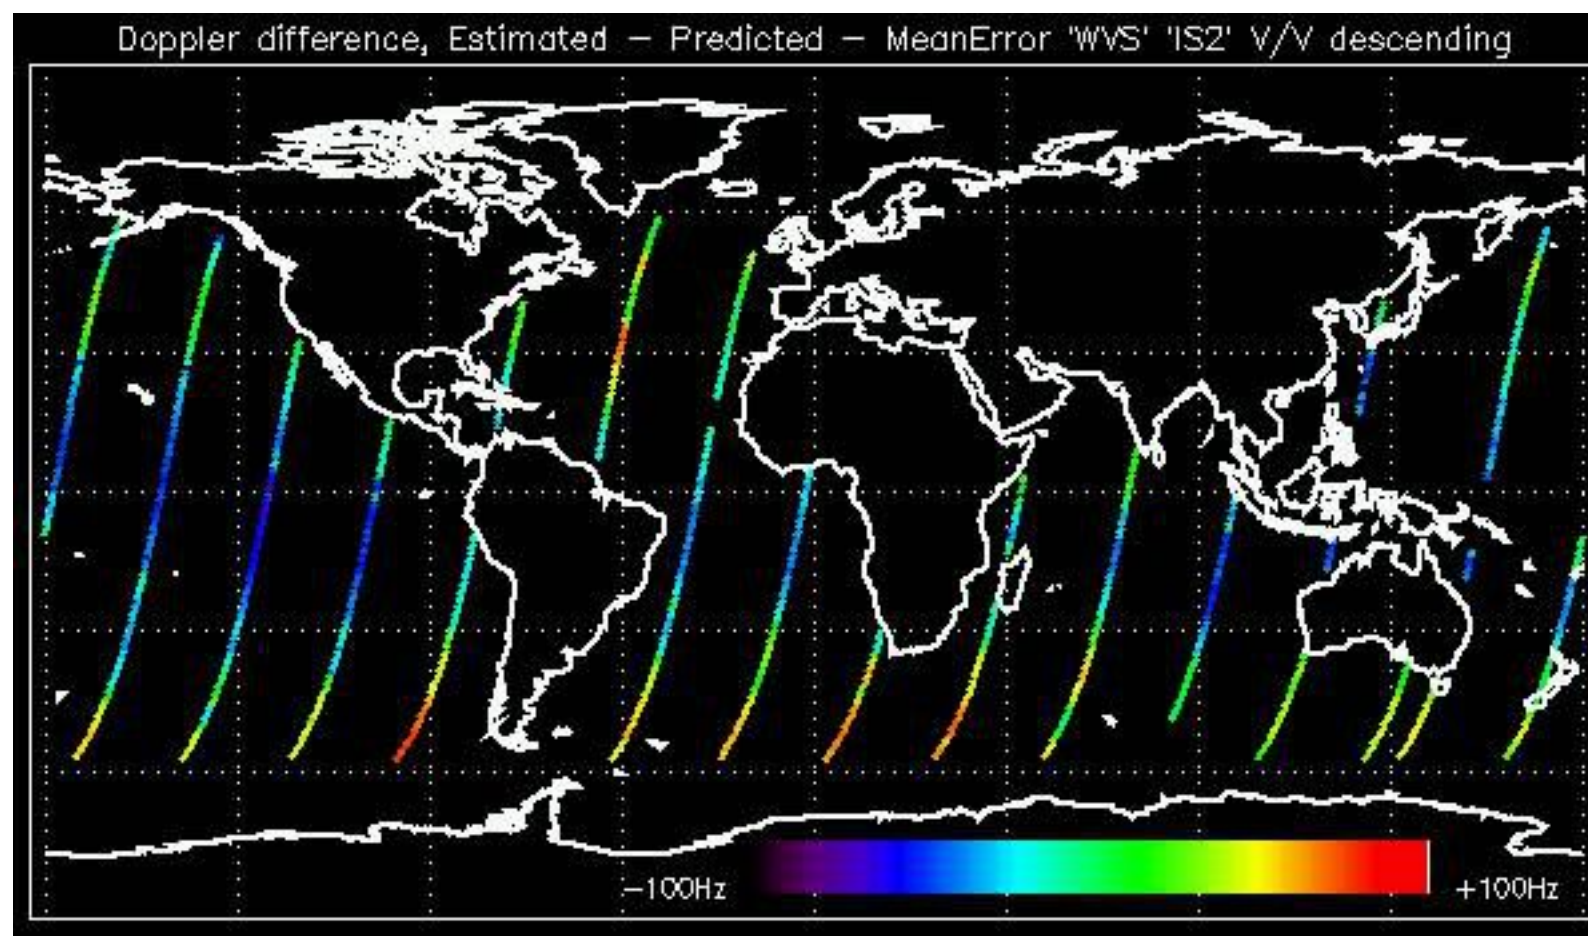 Doppler difference, Estimated - Predicted - MeanError 'WVS' 'IS2' V/V descending
-100Hz +100Hz